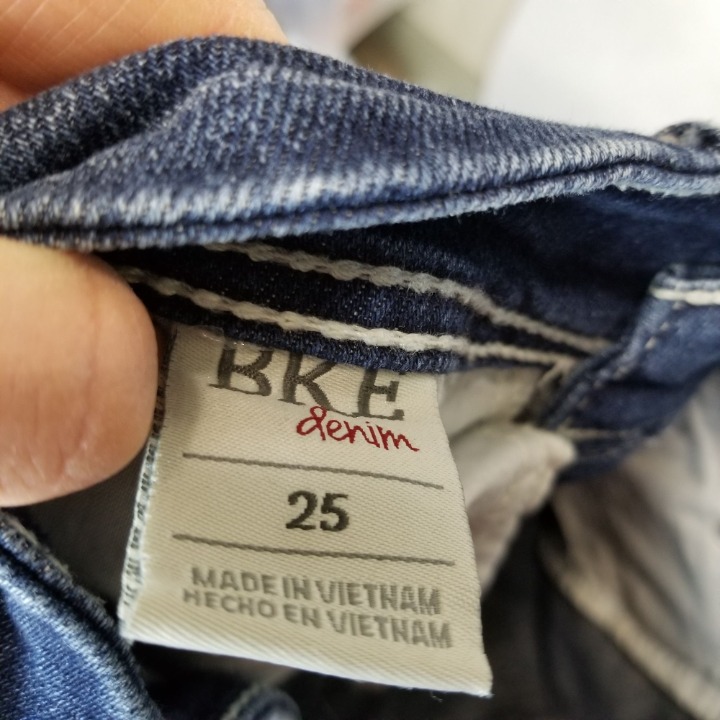 BKE
denim
25
MADE IN VIETNAM
HECHO EN VIETNAM